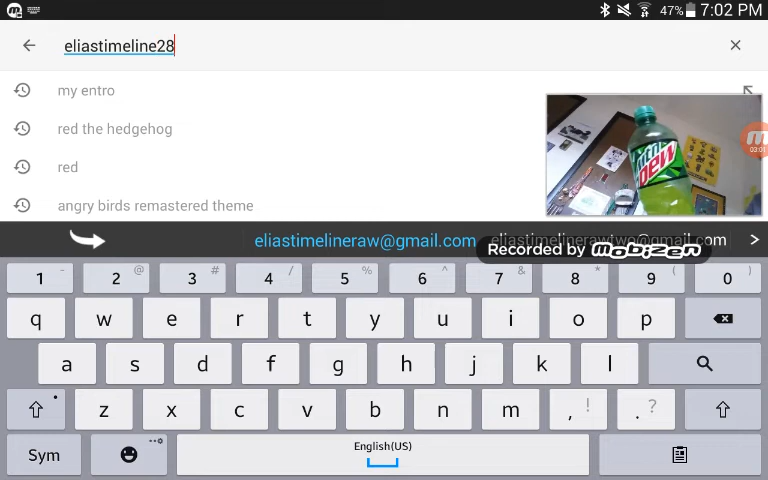 47% 7:02 PM
eliastimeline28
my entro
red the hedgehog
red
angry birds remastered theme
Mtn DEW
03:01
eliastimelineraw@gmail.com eliastimelinerawtwo@gmail.com
Recorded by mobizen
1 - 2 @ 3 # 4 / 5 % 6 ^ 7 & 8 * 9 ( 0 )
q w e r t y u i o p
a s d f g h j k l
z x c v b n m , ! . ?
English(US)
Sym